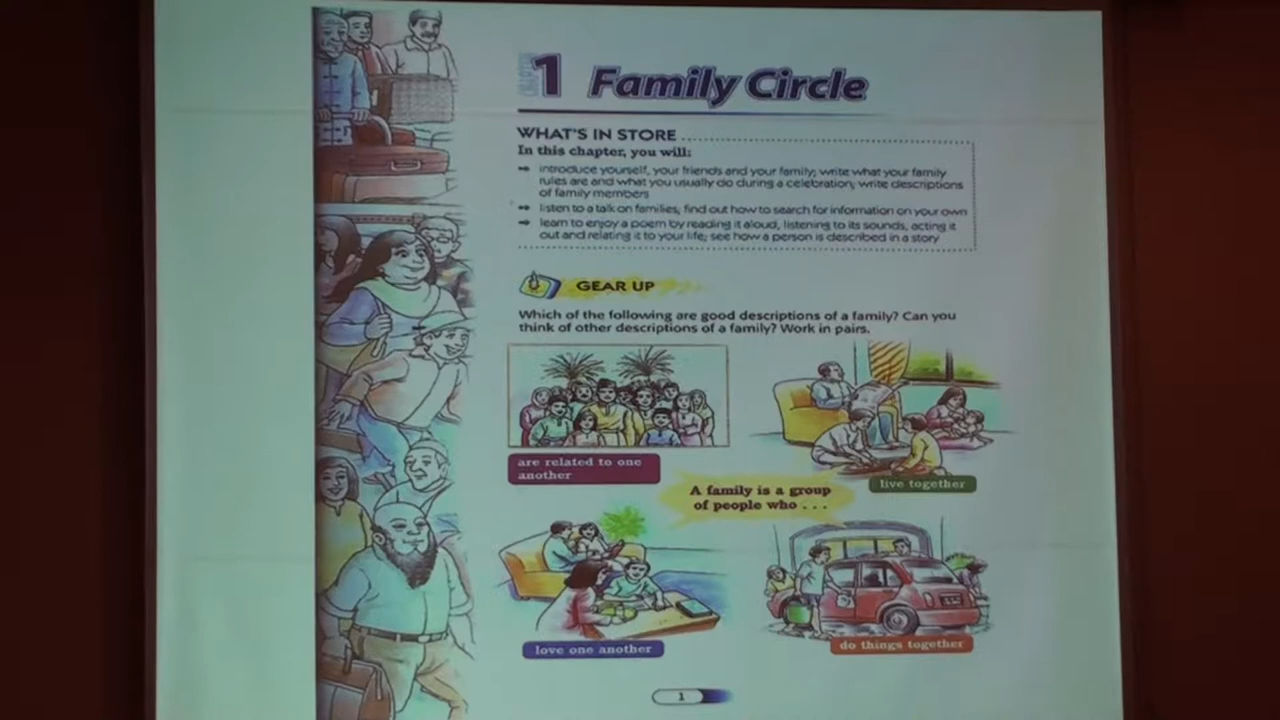 CHAPTER 1 Family Circle
WHAT'S IN STORE
In this chapter, you will:
introduce yourself, your friends and your family; write what your family
rules are and what you usually do during a celebration; write descriptions
of family members
listen to a talk on families; find out how to search for information on your own
learn to enjoy a poem by reading it aloud, listening to its sounds, acting it
out and relating it to your life; see how a person is described in a story
GEAR UP
Which of the following are good descriptions of a family? Can you
think of other descriptions of a family? Work in pairs.
are related to one
another
live together
A family is a group
of people who . . .
love one another
do things together
1